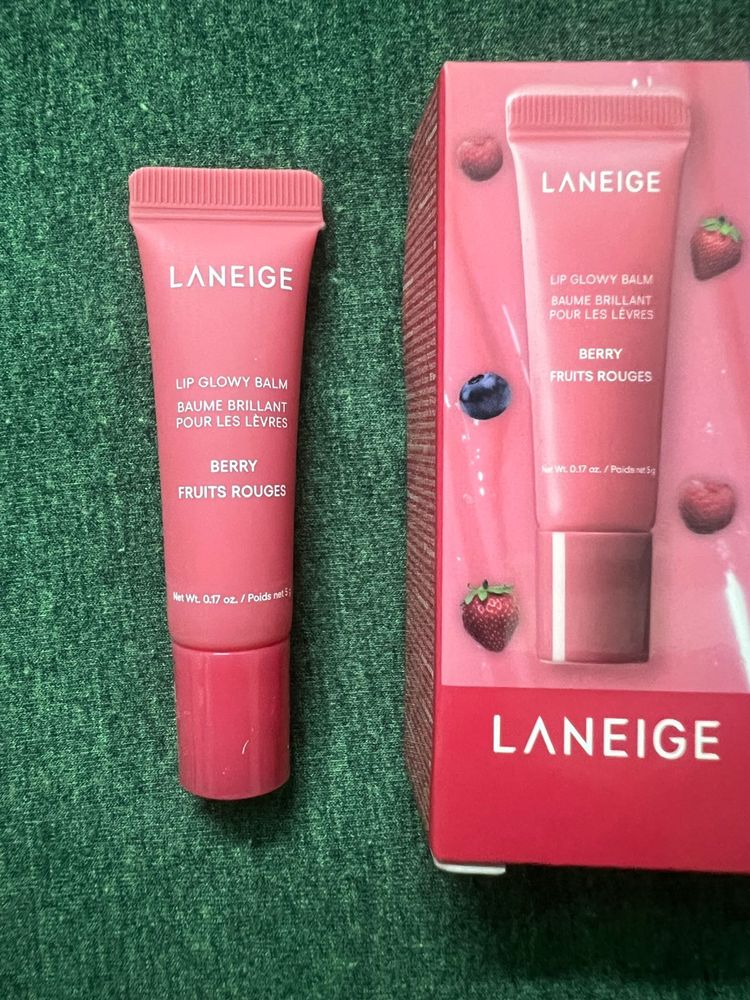 LANEIGE
LIP GLOWY BALM
BAUME BRILLANT
POUR LES LÈVRES
BERRY
FRUITS ROUGES
Net Wt. 0.17 oz. / Poids net 5 g
LANEIGE
LIP GLOWY BALM
BAUME BRILLANT
POUR LES LÈVRES
BERRY
FRUITS ROUGES
Net Wt. 0.17 oz. / Poids net 5 g
LANEIGE